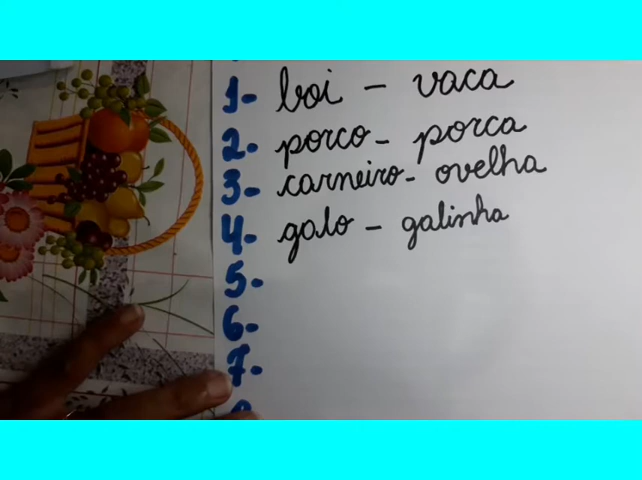 1- boi - vaca
2- porco - porca
3- carneiro - ovelha
4- galo - galinha
5-
6-
7-